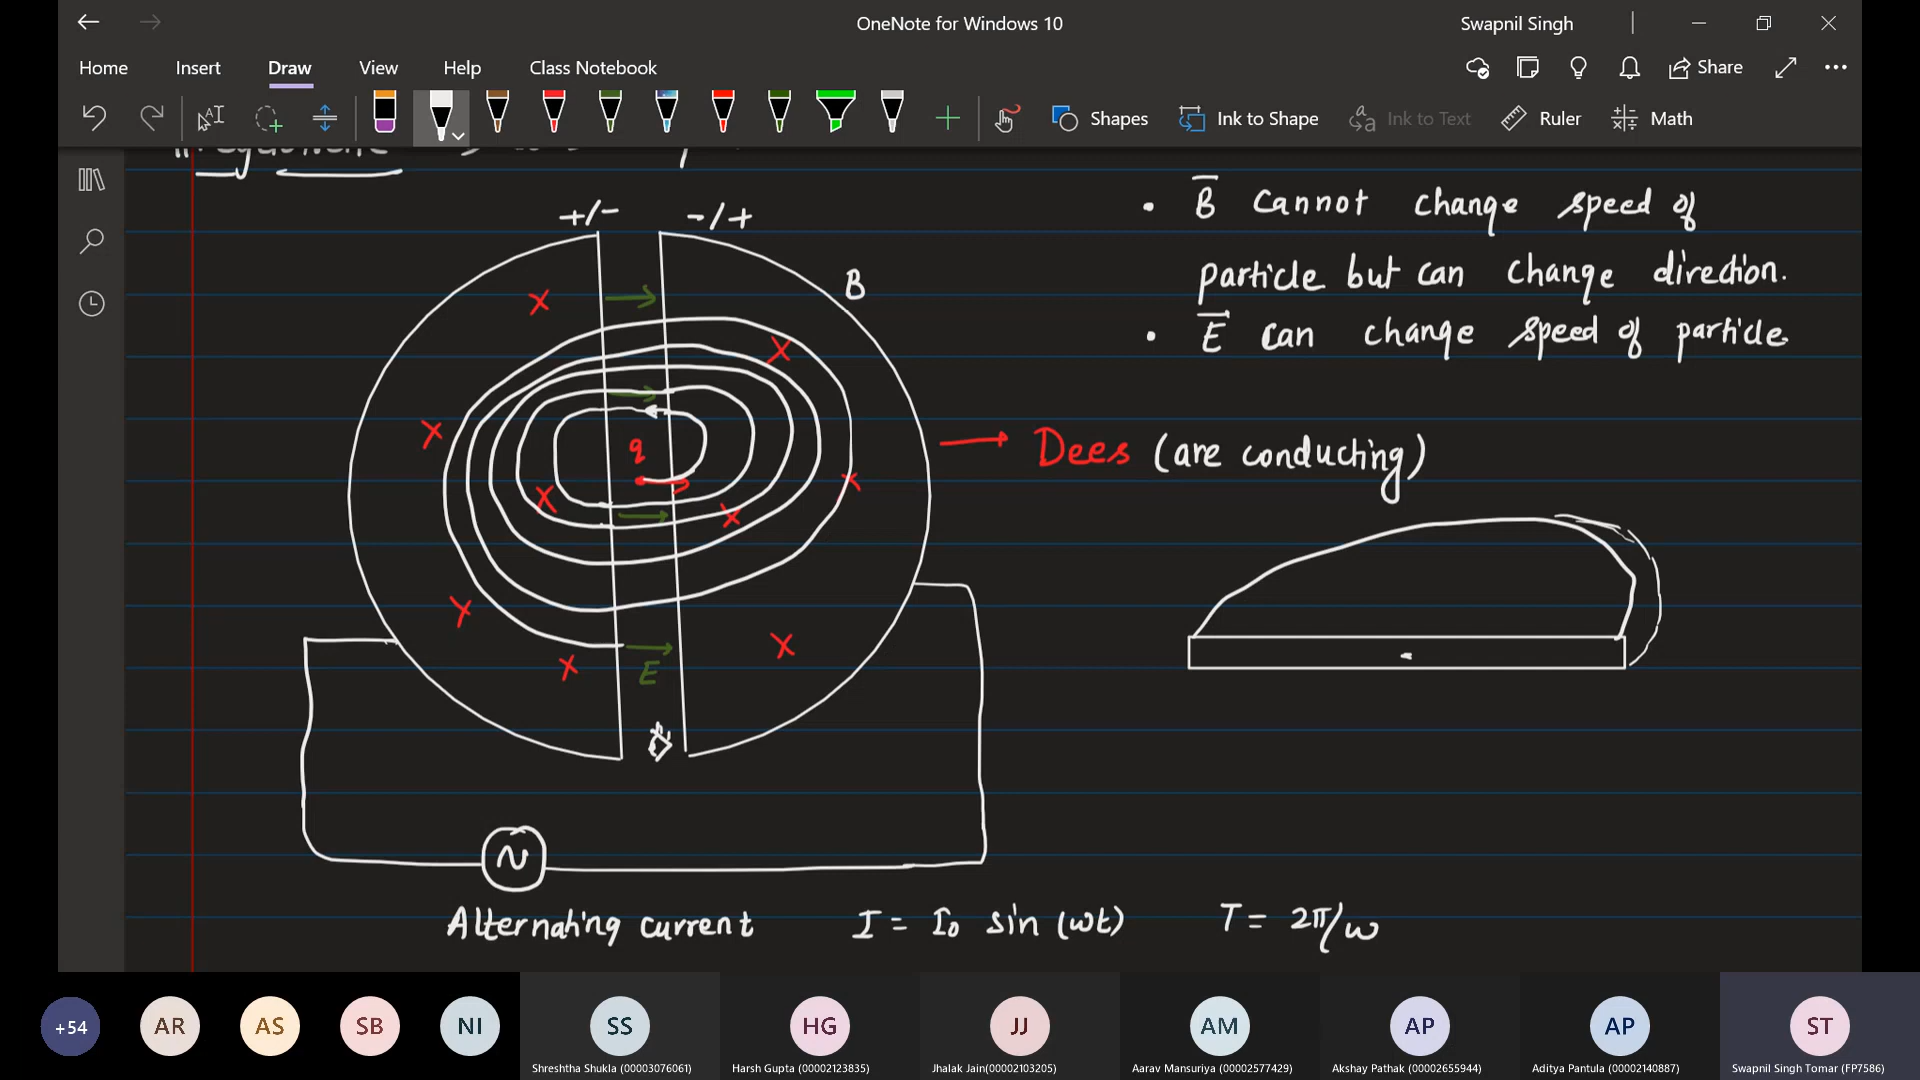 OneNote for Windows 10
Swapnil Singh
Home Insert Draw View Help Class Notebook
Share
Shapes Ink to Shape Ink to Text Ruler Math
+/- -/+
B
• B Cannot change speed of
particle but can change direction.
• E can change speed of particle.
q
Dees (are conducting)
E
Alternating current I = I₀ sin (ωt) T = 2π/ω
+54 AR AS SB NI SS HG JJ AM AP AP ST
Shreshtha Shukla (00003076061) Harsh Gupta (00002123835) Jhalak Jain(00002103205) Aarav Mansuriya (00002577429) Akshay Pathak (00002655944) Aditya Pantula (00002140887) Swapnil Singh Tomar (FP7586)